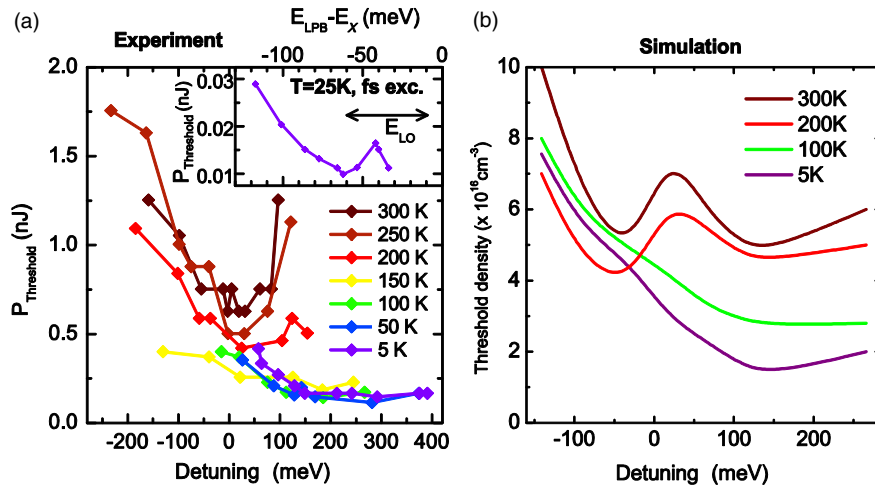 (a)
E_LPB-E_X (meV)
Experiment
-100 -50 0
2.0
1.5
1.0
0.5
0.0
P_Threshold (nJ)
0.03
0.02
0.01
P_Threshold (nJ)
T=25K, fs exc.
E_LO
300 K
250 K
200 K
150 K
100 K
50 K
5 K
-200 -100 0 100 200 300 400
Detuning (meV)
(b)
Simulation
10
8
6
4
2
0
Threshold density (x 10^16cm^-3)
300K
200K
100K
5K
-100 0 100 200
Detuning (meV)